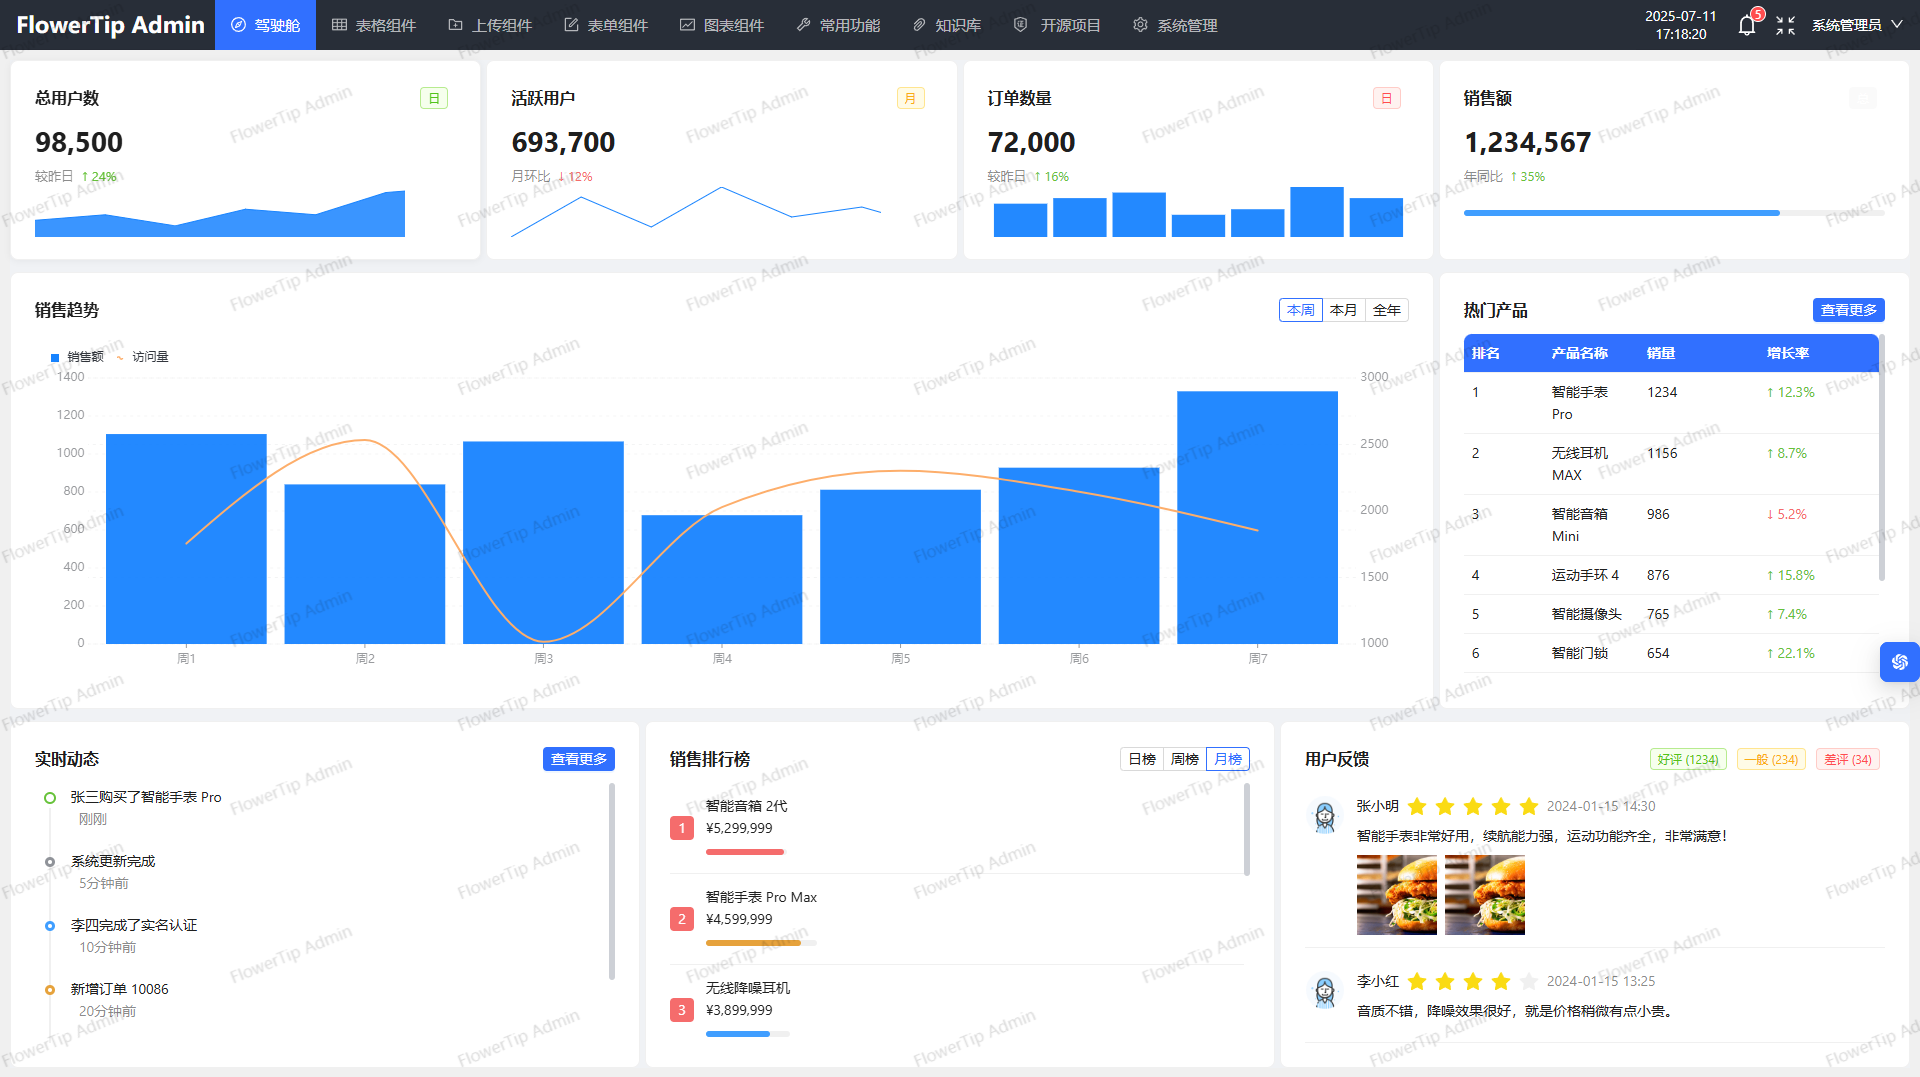 FlowerTip Admin
驾驶舱
表格组件
上传组件
表单组件
图表组件
常用功能
知识库
开源项目
系统管理
2025-07-11
17:18:20
5
系统管理员
总用户数
日
98,500
较昨日 ↑ 24%
活跃用户
月
693,700
月环比 ↓ 12%
订单数量
日
72,000
较昨日 ↑ 16%
销售额
1,234,567
年同比 ↑ 35%
销售趋势
本周 本月 全年
销售额 访问量
1400
1200
1000
800
600
400
200
0
3000
2500
2000
1500
1000
周1 周2 周3 周4 周5 周6 周7
热门产品
查看更多
排名 产品名称 销量 增长率
1 智能手表 Pro 1234 ↑ 12.3%
2 无线耳机 MAX 1156 ↑ 8.7%
3 智能音箱 Mini 986 ↓ 5.2%
4 运动手环 4 876 ↑ 15.8%
5 智能摄像头 765 ↑ 7.4%
6 智能门锁 654 ↑ 22.1%
实时动态
查看更多
张三购买了智能手表 Pro
刚刚
系统更新完成
5分钟前
李四完成了实名认证
10分钟前
新增订单 10086
20分钟前
销售排行榜
日榜 周榜 月榜
1
智能音箱 2代
¥5,299,999
2
智能手表 Pro Max
¥4,599,999
3
无线降噪耳机
¥3,899,999
用户反馈
好评 (1234) 一般 (234) 差评 (34)
张小明 2024-01-15 14:30
智能手表非常好用，续航能力强，运动功能齐全，非常满意！
李小红 2024-01-15 13:25
音质不错，降噪效果很好，就是价格稍微有点小贵。
FlowerTip Admin